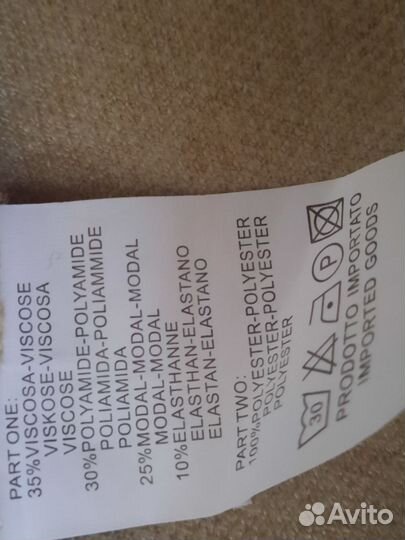 PART ONE:
35%VISCOSA-VISCOSE
VISKOSE-VISCOSA
VISCOSE
30%POLYAMIDE-POLYAMIDE
POLIAMIDA-POLIAMMIDE
POLIAMIDA
25%MODAL-MODAL-MODAL
MODAL-MODAL
10%ELASTHANNE
ELASTHAN-ELASTANO
ELASTAN-ELASTANO
PART TWO:
100%POLYESTER-POLYESTER
POLYESTER-POLYESTER
POLYESTER
30
P
PRODOTTO IMPORTATO
IMPORTED GOODS
Avito